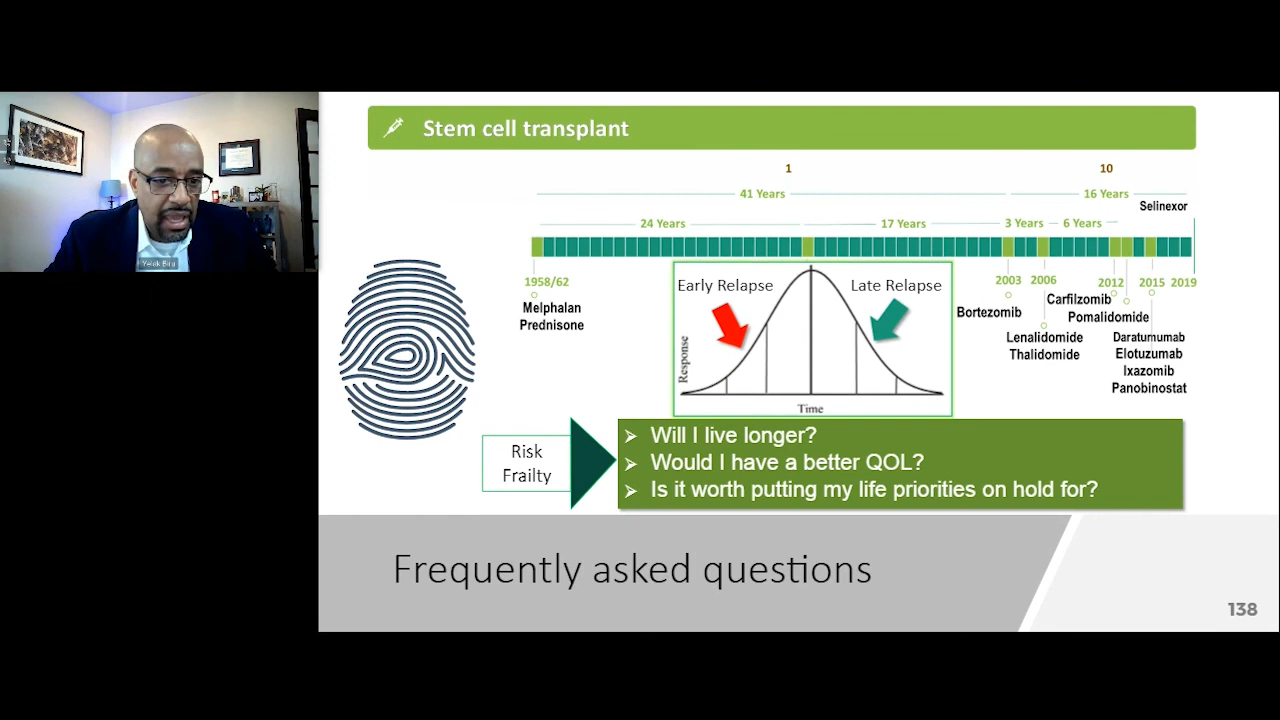 Stem cell transplant
1
10
41 Years
16 Years
Selinexor
24 Years
17 Years
3 Years
6 Years
1958/62
2003
2006
2012
2015
2019
Melphalan
Prednisone
Early Relapse
Late Relapse
Response
Time
Bortezomib
Carfilzomib
Pomalidomide
Lenalidomide
Thalidomide
Daratumumab
Elotuzumab
Ixazomib
Panobinostat
Risk
Frailty
➢ Will I live longer?
➢ Would I have a better QOL?
➢ Is it worth putting my life priorities on hold for?
Frequently asked questions
138
Yelak Biru